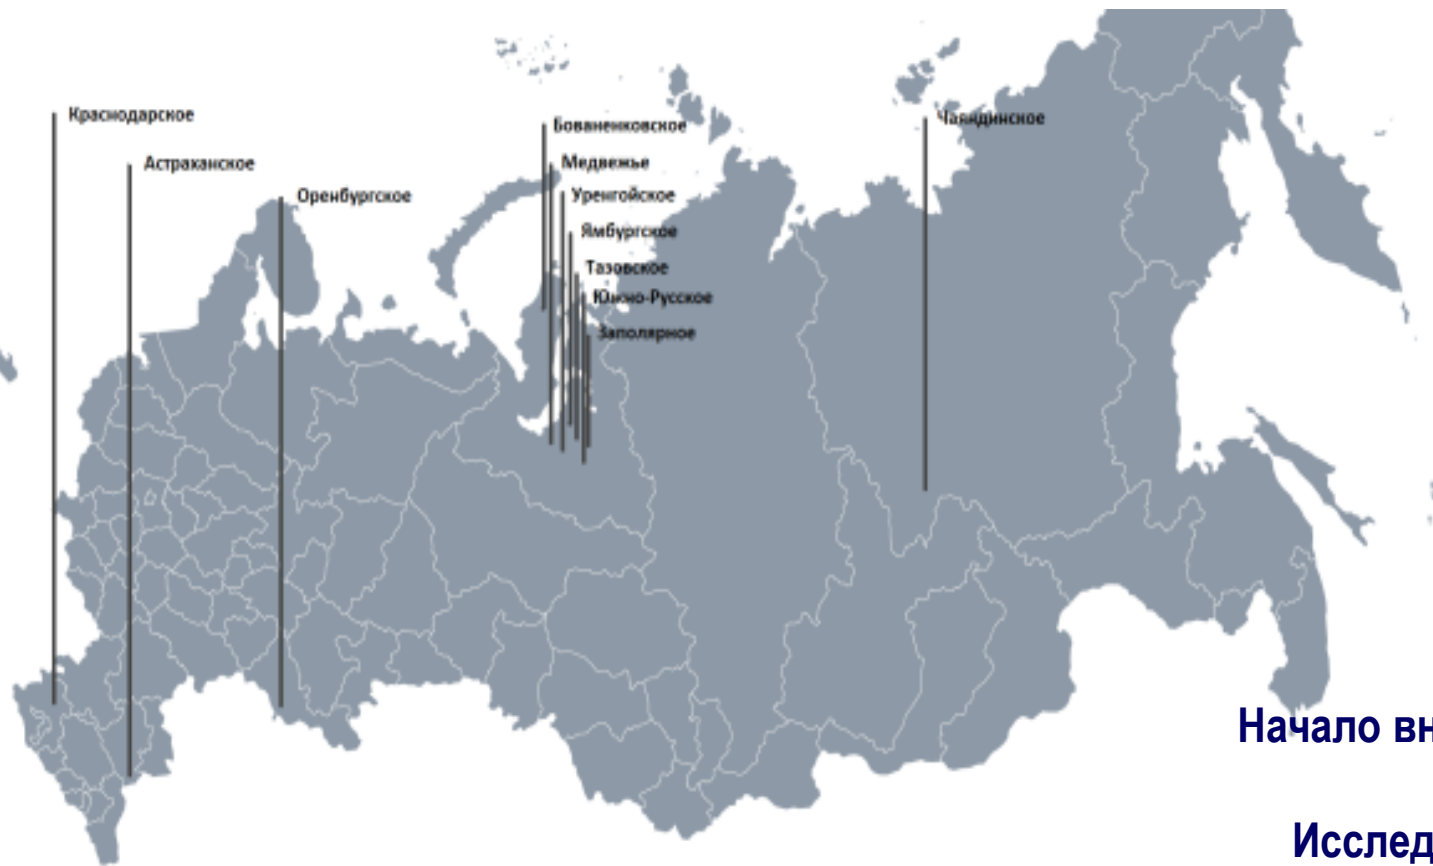 Краснодарское
Астраханское
Оренбургское
Бованенковское
Медвежье
Уренгойское
Ямбургское
Тазовское
Южно-Русское
Заполярное
Чаяндинское
Начало вн
Исслед